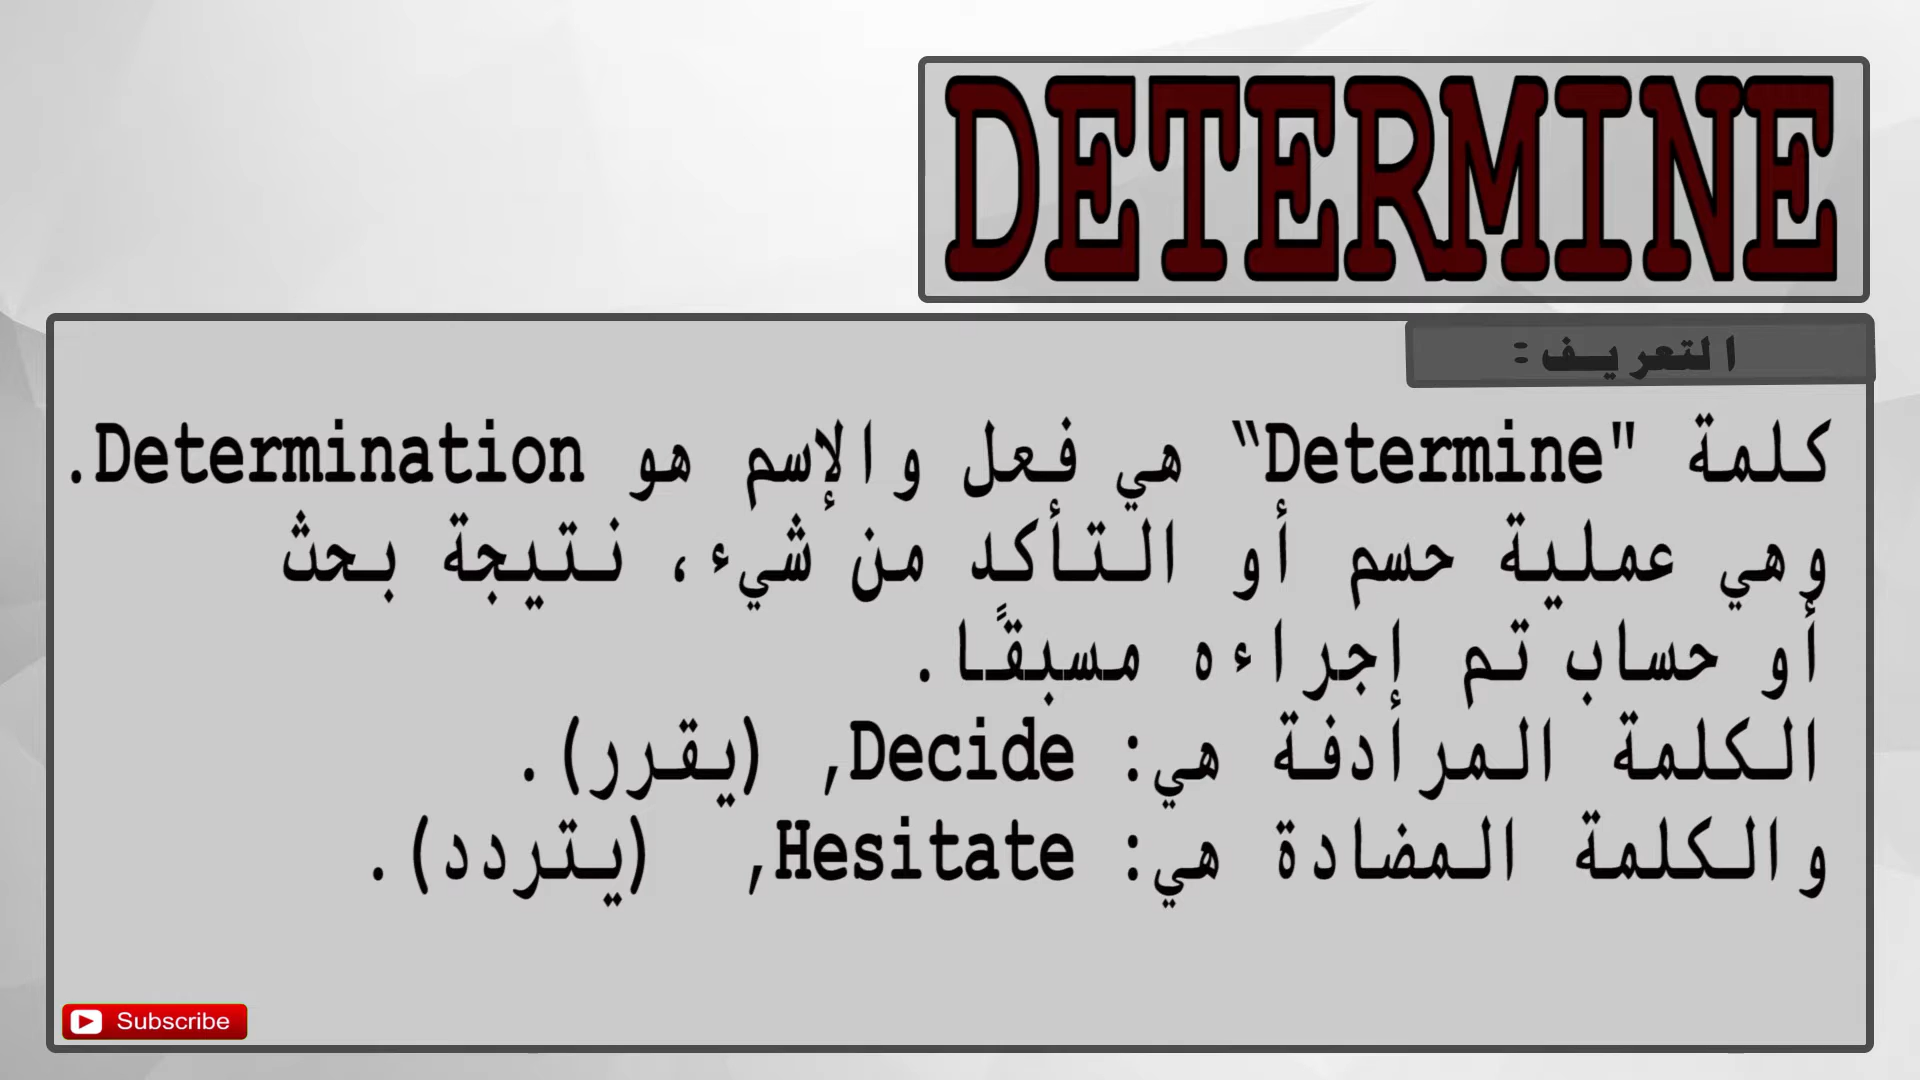 DETERMINE
التعريف:
كلمة "Determine“ هي فعل والإسم هو Determination.
وهي عملية حسم أو التأكد من شيء، نتيجة بحث
أو حساب تم إجراءه مسبقًا.
الكلمة المرادفة هي: Decide, (يقرر).
والكلمة المضادة هي: Hesitate, (يتردد).
Subscribe